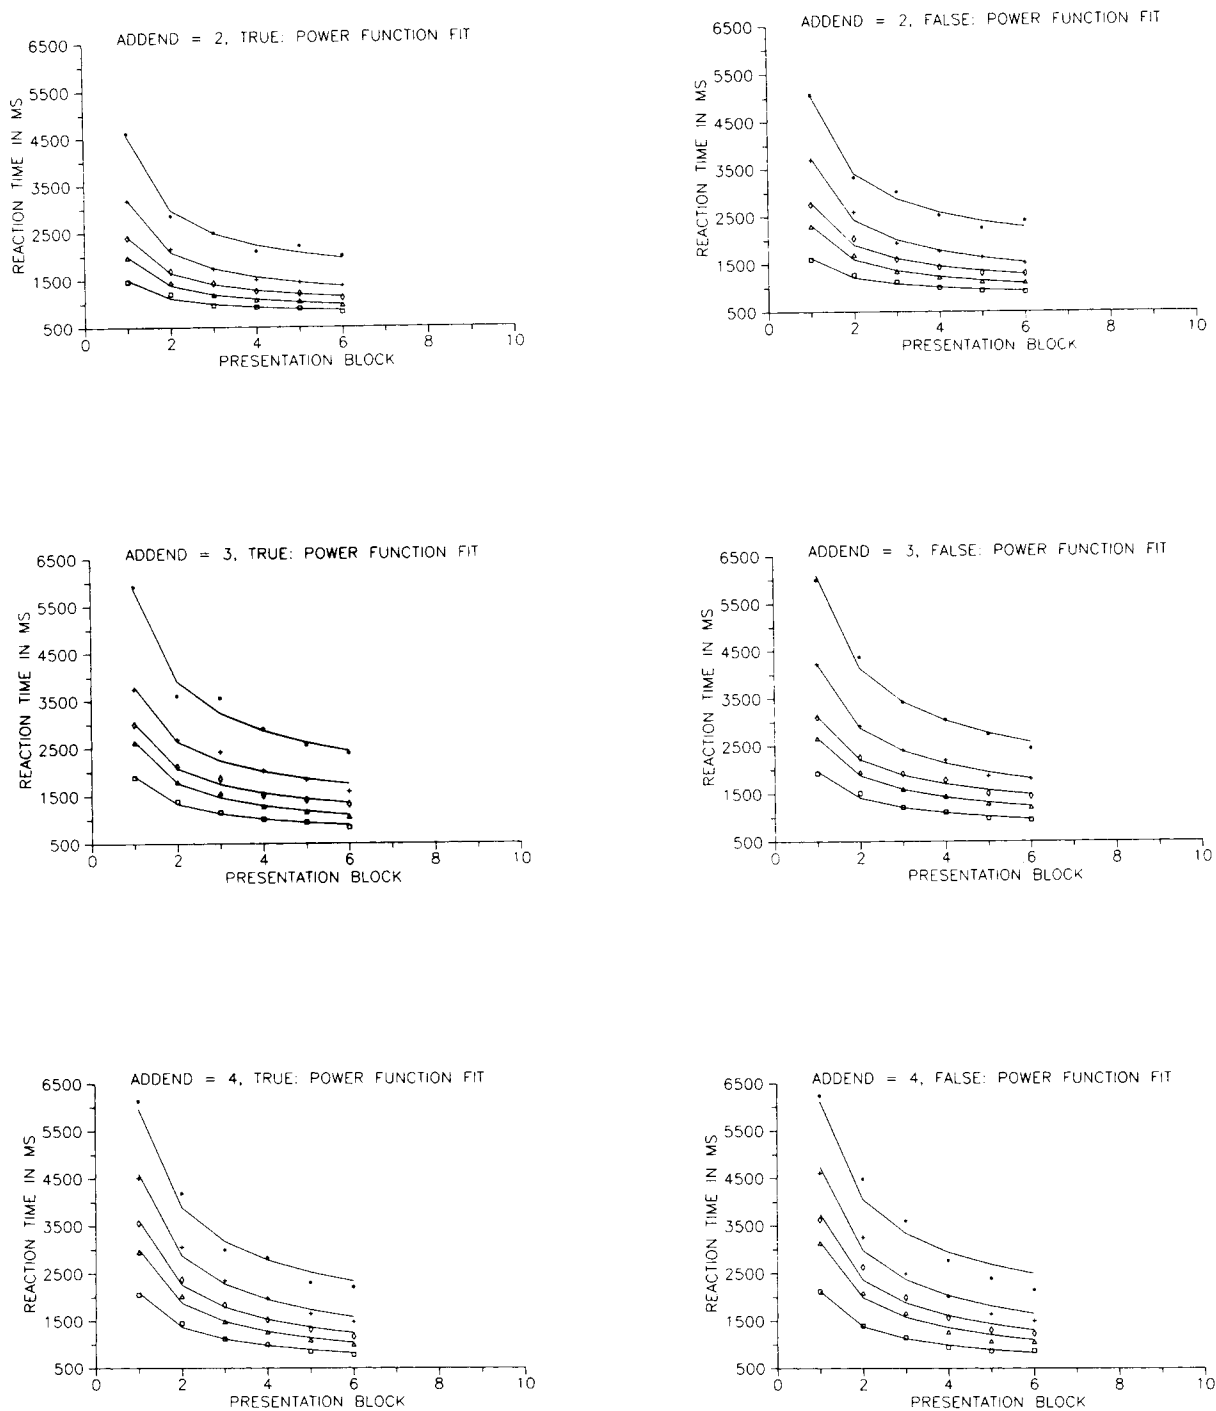 ADDEND = 2, TRUE: POWER FUNCTION FIT
6500
5500
4500
3500
2500
1500
500
REACTION TIME IN MS
0 2 4 6 8 10
PRESENTATION BLOCK
ADDEND = 2, FALSE: POWER FUNCTION FIT
6500
5500
4500
3500
2500
1500
500
REACTION TIME IN MS
0 2 4 6 8 10
PRESENTATION BLOCK
ADDEND = 3, TRUE: POWER FUNCTION FIT
6500
5500
4500
3500
2500
1500
500
REACTION TIME IN MS
0 2 4 6 8 10
PRESENTATION BLOCK
ADDEND = 3, FALSE: POWER FUNCTION FIT
6500
5500
4500
3500
2500
1500
500
REACTION TIME IN MS
0 2 4 6 8 10
PRESENTATION BLOCK
ADDEND = 4, TRUE: POWER FUNCTION FIT
6500
5500
4500
3500
2500
1500
500
REACTION TIME IN MS
0 2 4 6 8 10
PRESENTATION BLOCK
ADDEND = 4, FALSE: POWER FUNCTION FIT
6500
5500
4500
3500
2500
1500
500
REACTION TIME IN MS
0 2 4 6 8 10
PRESENTATION BLOCK